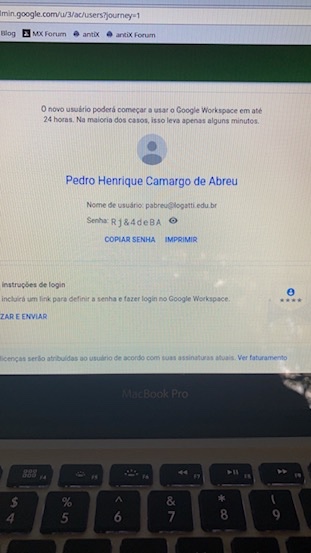 dmin.google.com/u/3/ac/users?journey=1
Blog MX Forum antiX antiX Forum
O novo usuário poderá começar a usar o Google Workspace em até
24 horas. Na maioria dos casos, isso leva apenas alguns minutos.
Pedro Henrique Camargo de Abreu
Nome de usuário: pabreu@logatti.edu.br
Senha: Rj&4de8A
COPIAR SENHA IMPRIMIR
instruções de login
incluirá um link para definir a senha e fazer login no Google Workspace.
ZAR E ENVIAR
licenças serão atribuídas ao usuário de acordo com suas assinaturas atuais. Ver faturamento
MacBook Pro
F4 F5 F6 F7 F8 F9
$ % ^ & * (
4 5 6 7 8 9